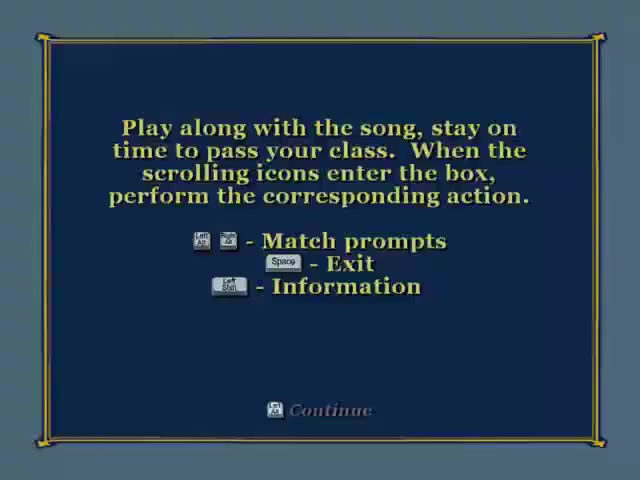 Play along with the song, stay on
time to pass your class. When the
scrolling icons enter the box,
perform the corresponding action.
Left Alt Right Alt - Match prompts
Space - Exit
Left Shift - Information
Left Alt Continue